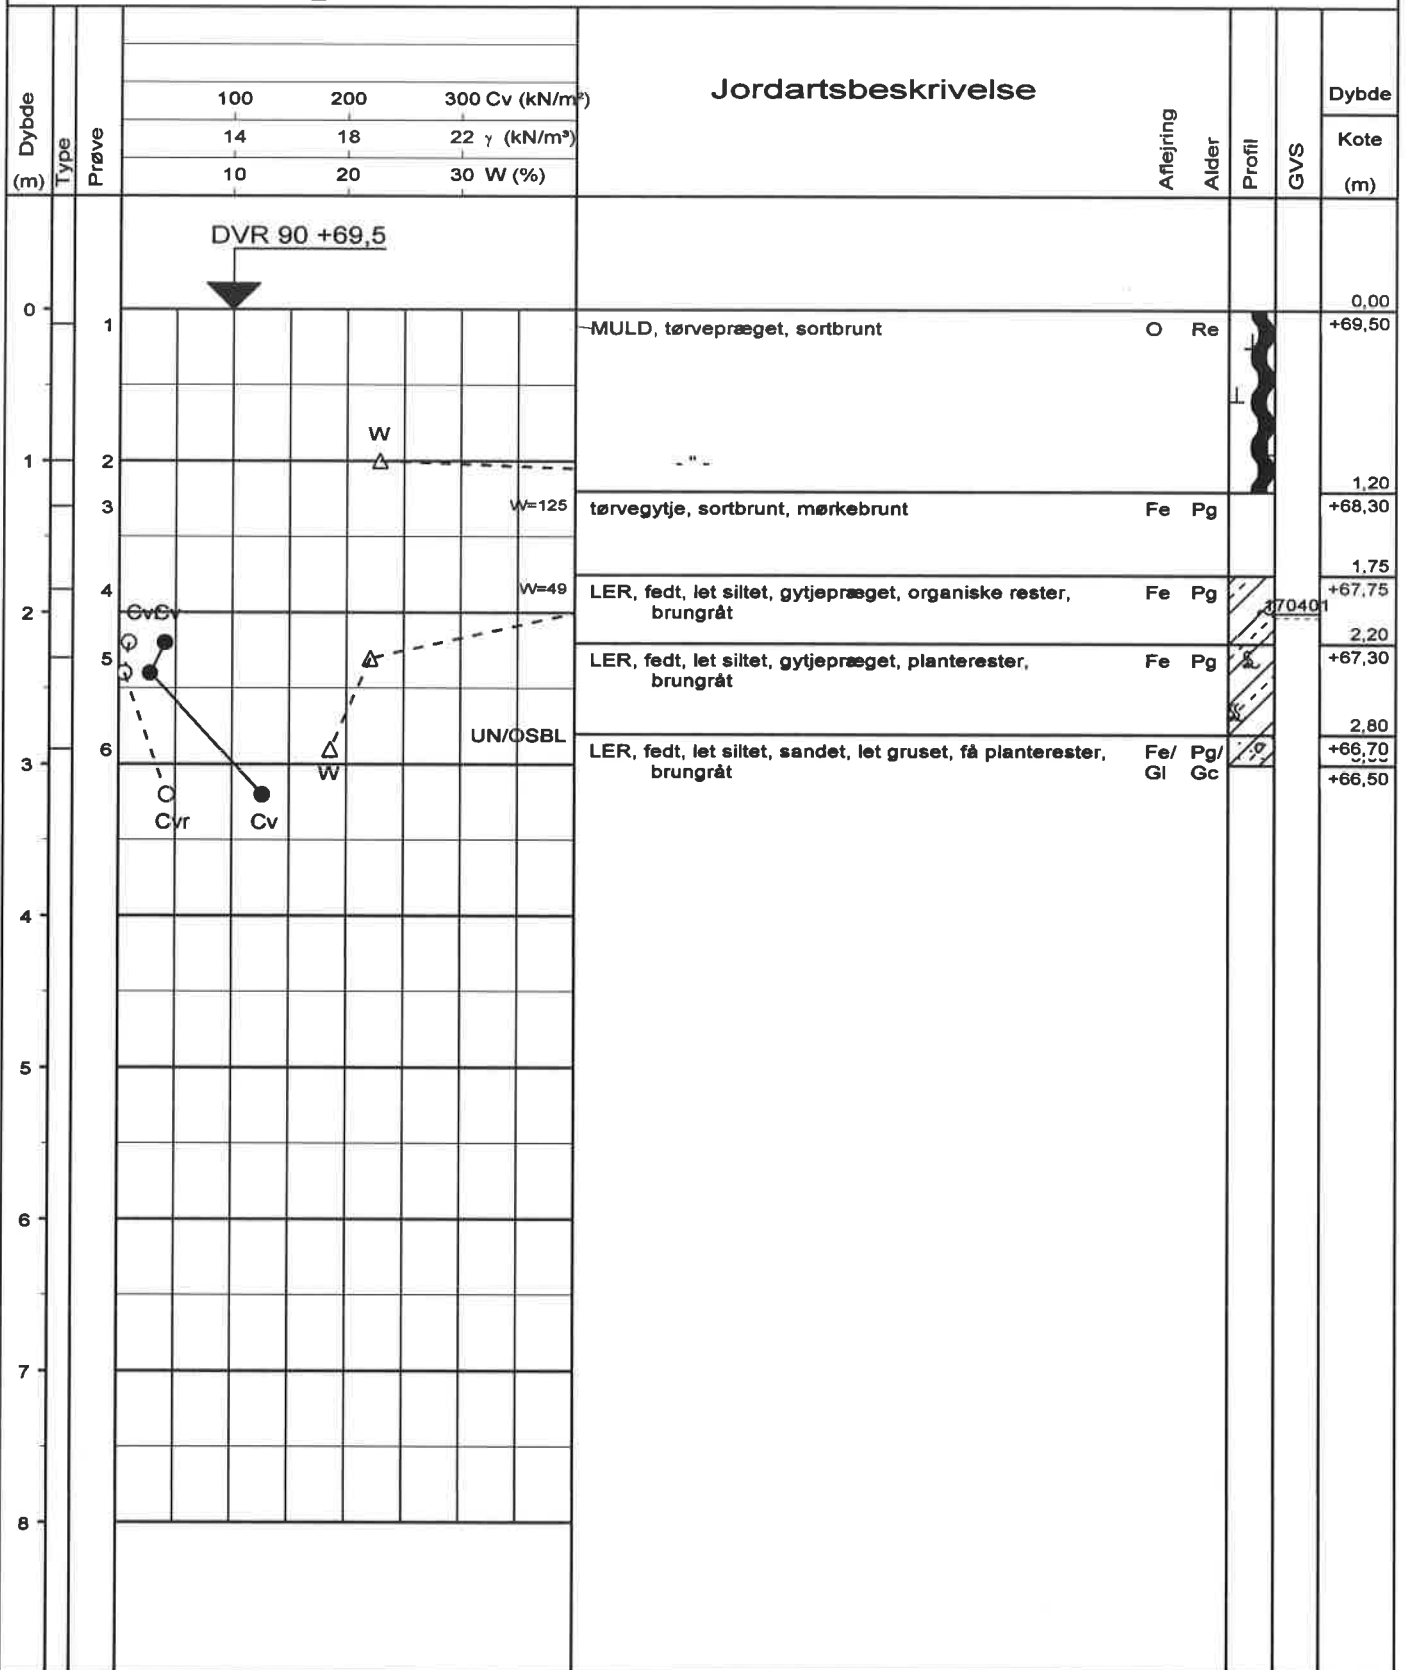 Dybde
(m)
Type
Prøve
100 200 300 Cv (kN/m²)
14 18 22 γ (kN/m³)
10 20 30 W (%)
Jordartsbeskrivelse
Aflejring
Alder
Profil
GVS
Dybde
Kote
(m)
DVR 90 +69,5
0
0,00
1
MULD, tørvepræget, sortbrunt O Re
+69,50
W
1
2
- " -
1,20
3
W=125
tørvegytje, sortbrunt, mørkebrunt Fe Pg
+68,30
1,75
4
W=49
LER, fedt, let siltet, gytjepræget, organiske rester, Fe Pg
brungråt
+67,75
170401
2
Cv
2,20
5
LER, fedt, let siltet, gytjepræget, planterester, Fe Pg
brungråt
+67,30
2,80
UN/OSBL
6
LER, fedt, let siltet, sandet, let gruset, få planterester, Fe/ Pg/
brungråt Gl Gc
+66,70
+66,50
3
W
Cvr Cv
4
5
6
7
8